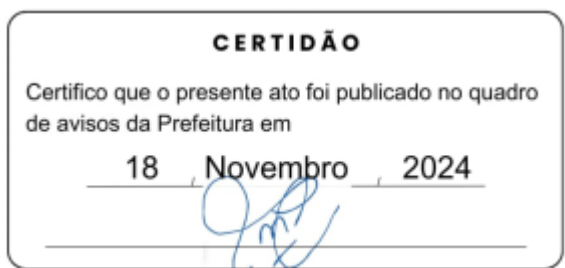 CERTIDÃO
Certifico que o presente ato foi publicado no quadro
de avisos da Prefeitura em
18 , Novembro , 2024